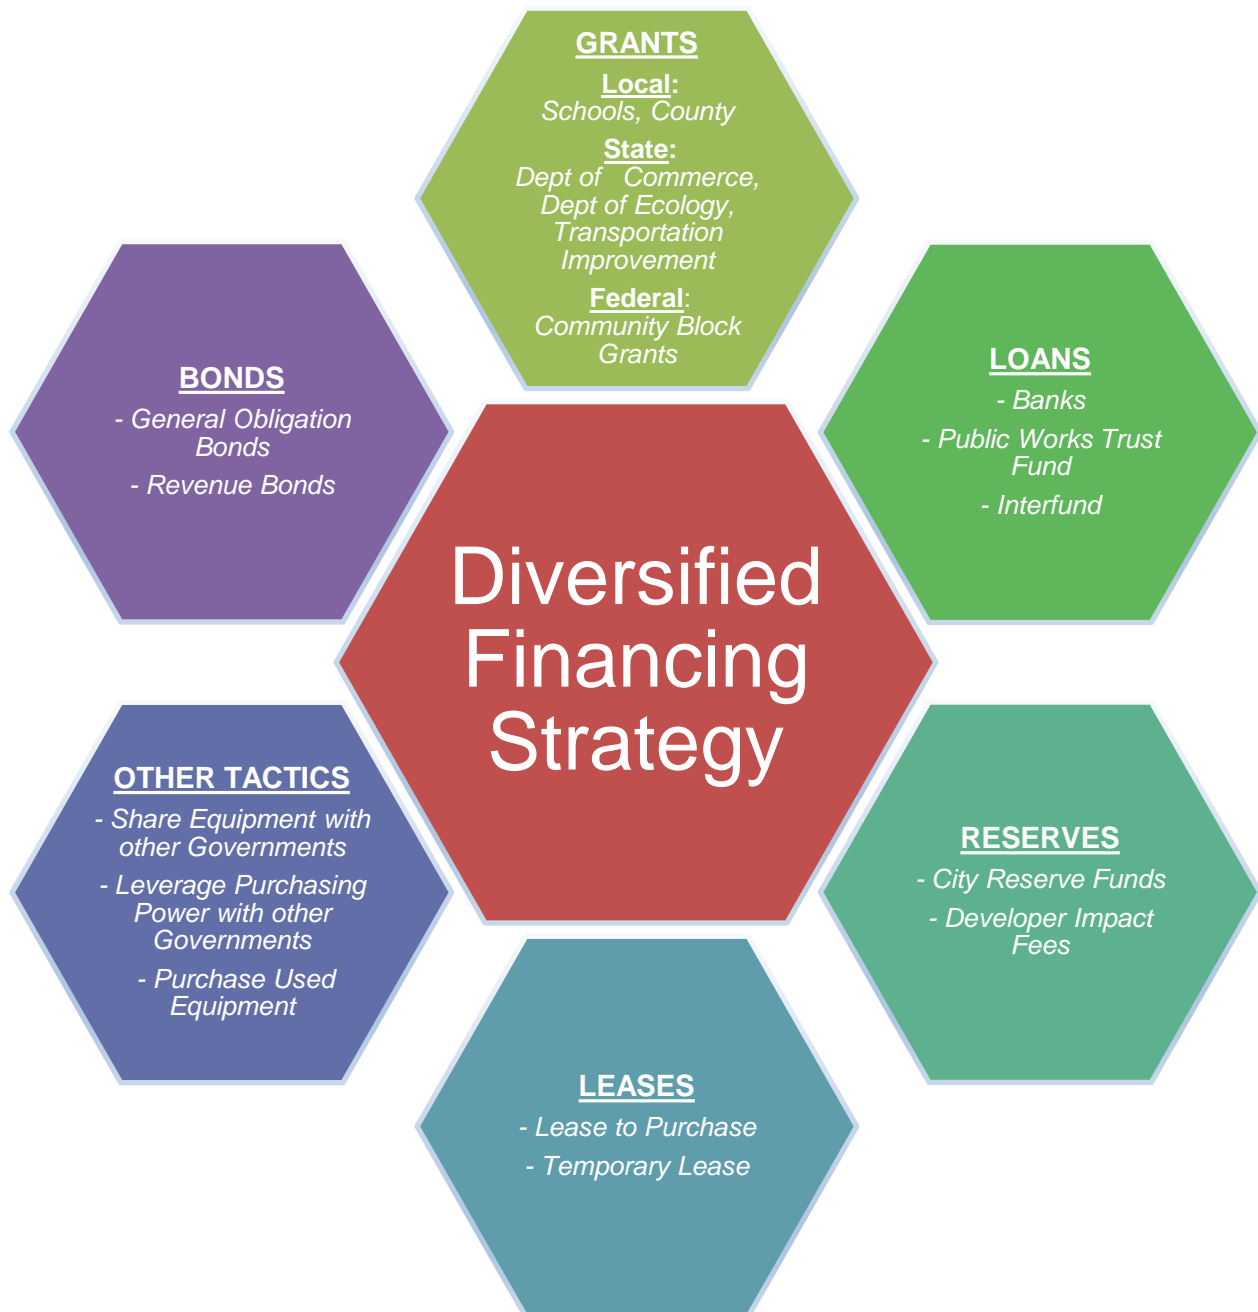 GRANTS
Local:
Schools, County
State:
Dept of   Commerce,
Dept of Ecology,
Transportation
Improvement
Federal:
Community Block
Grants
BONDS
- General Obligation
Bonds
- Revenue Bonds
LOANS
- Banks
- Public Works Trust
Fund
- Interfund
Diversified
Financing
Strategy
OTHER TACTICS
- Share Equipment with
other Governments
- Leverage Purchasing
Power with other
Governments
- Purchase Used
Equipment
RESERVES
- City Reserve Funds
- Developer Impact
Fees
LEASES
- Lease to Purchase
- Temporary Lease